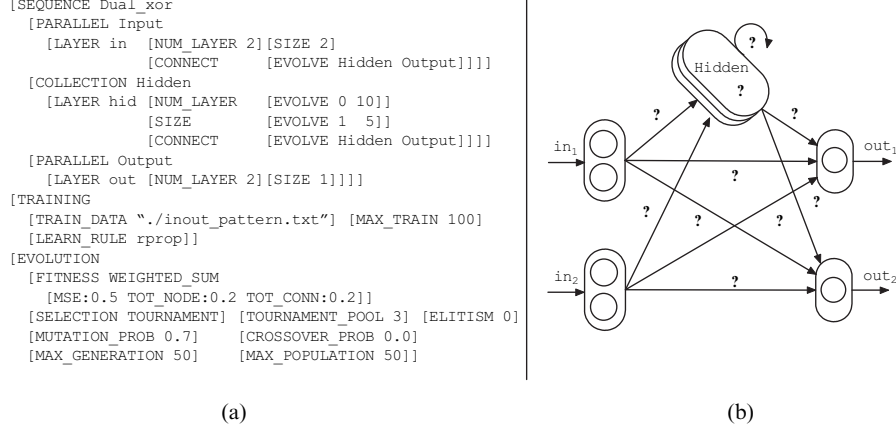 [SEQUENCE Dual_xor
[PARALLEL Input
[LAYER in [NUM_LAYER 2][SIZE 2]
[CONNECT [EVOLVE Hidden Output]]]]
[COLLECTION Hidden
[LAYER hid [NUM_LAYER [EVOLVE 0 10]]
[SIZE [EVOLVE 1 5]]
[CONNECT [EVOLVE Hidden Output]]]]
[PARALLEL Output
[LAYER out [NUM_LAYER 2][SIZE 1]]]]
[TRAINING
[TRAIN_DATA “./inout_pattern.txt”] [MAX_TRAIN 100]
[LEARN_RULE rprop]]
[EVOLUTION
[FITNESS WEIGHTED_SUM
[MSE:0.5 TOT_NODE:0.2 TOT_CONN:0.2]]
[SELECTION TOURNAMENT] [TOURNAMENT_POOL 3] [ELITISM 0]
[MUTATION_PROB 0.7] [CROSSOVER_PROB 0.0]
[MAX_GENERATION 50] [MAX_POPULATION 50]]
(a)
?
Hidden
?
? ?
in1 out1
?
?
? ? ?
in2 out2
?
(b)